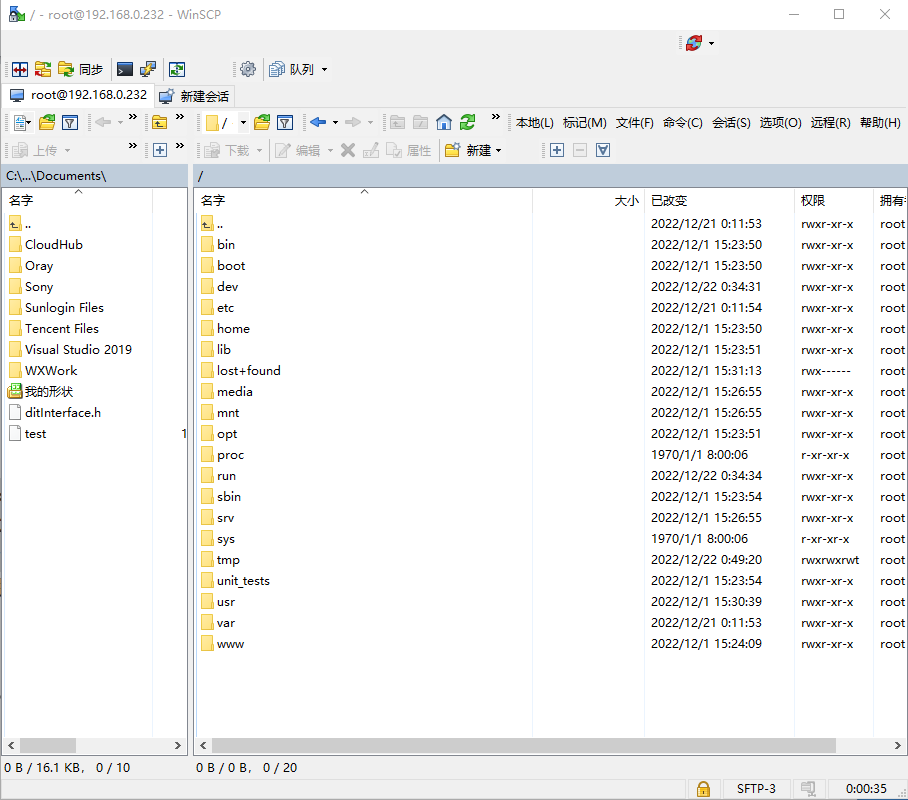 / - root@192.168.0.232 - WinSCP
同步 队列
root@192.168.0.232 新建会话
/ 本地(L) 标记(M) 文件(F) 命令(C) 会话(S) 选项(O) 远程(R) 帮助(H)
上传 下载 编辑 属性 新建
C:\...\Documents\ /
名字 名字 大小 已改变 权限 拥有
.. .. 2022/12/21 0:11:53 rwxr-xr-x root
CloudHub bin 2022/12/1 15:23:50 rwxr-xr-x root
Oray boot 2022/12/1 15:23:50 rwxr-xr-x root
Sony dev 2022/12/22 0:34:31 rwxr-xr-x root
Sunlogin Files etc 2022/12/21 0:11:54 rwxr-xr-x root
Tencent Files home 2022/12/1 15:23:50 rwxr-xr-x root
Visual Studio 2019 lib 2022/12/1 15:23:51 rwxr-xr-x root
WXWork lost+found 2022/12/1 15:31:13 rwx------ root
我的形状 media 2022/12/1 15:26:55 rwxr-xr-x root
ditInterface.h mnt 2022/12/1 15:26:55 rwxr-xr-x root
test 1 opt 2022/12/1 15:23:51 rwxr-xr-x root
proc 1970/1/1 8:00:06 r-xr-xr-x root
run 2022/12/22 0:34:34 rwxr-xr-x root
sbin 2022/12/1 15:23:54 rwxr-xr-x root
srv 2022/12/1 15:26:55 rwxr-xr-x root
sys 1970/1/1 8:00:06 r-xr-xr-x root
tmp 2022/12/22 0:49:20 rwxrwxrwt root
unit_tests 2022/12/1 15:23:54 rwxr-xr-x root
usr 2022/12/1 15:30:39 rwxr-xr-x root
var 2022/12/21 0:11:53 rwxr-xr-x root
www 2022/12/1 15:24:09 rwxr-xr-x root
0 B / 16.1 KB, 0 / 10 0 B / 0 B, 0 / 20
SFTP-3 0:00:35